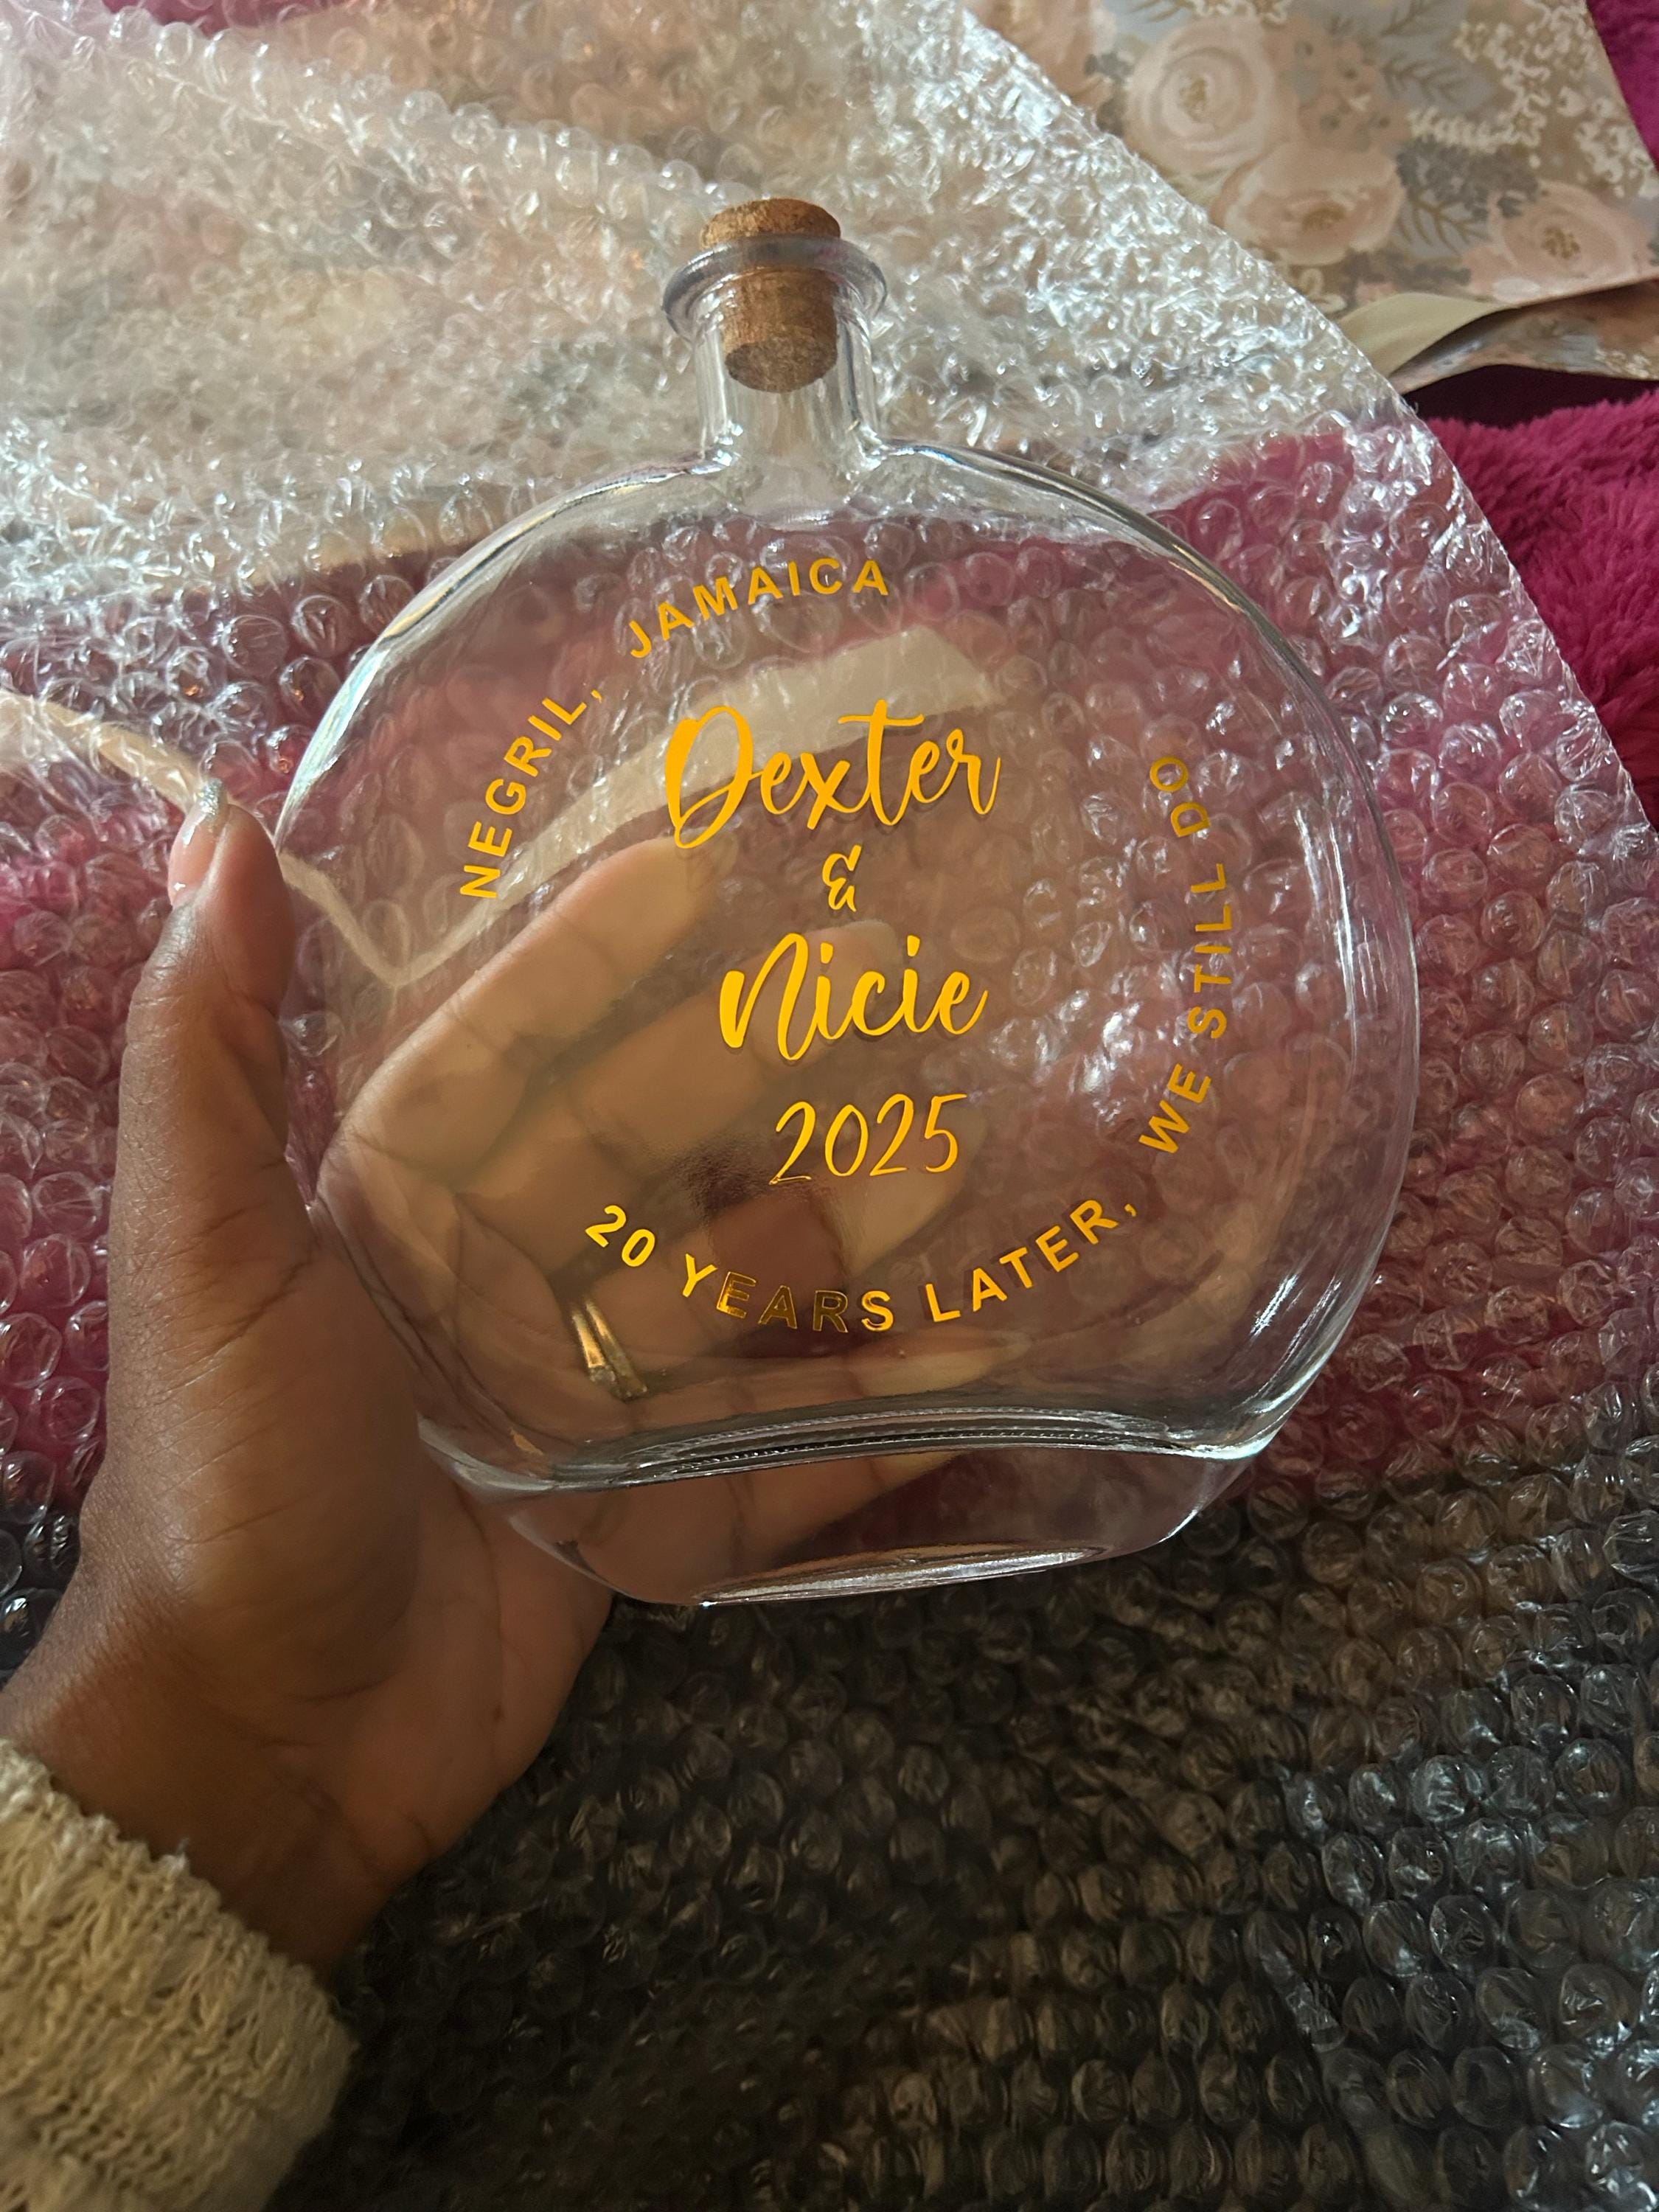 NEGRIL, JAMAICA
Dexter
&
Nicie
2025
20 YEARS LATER, WE STILL DO